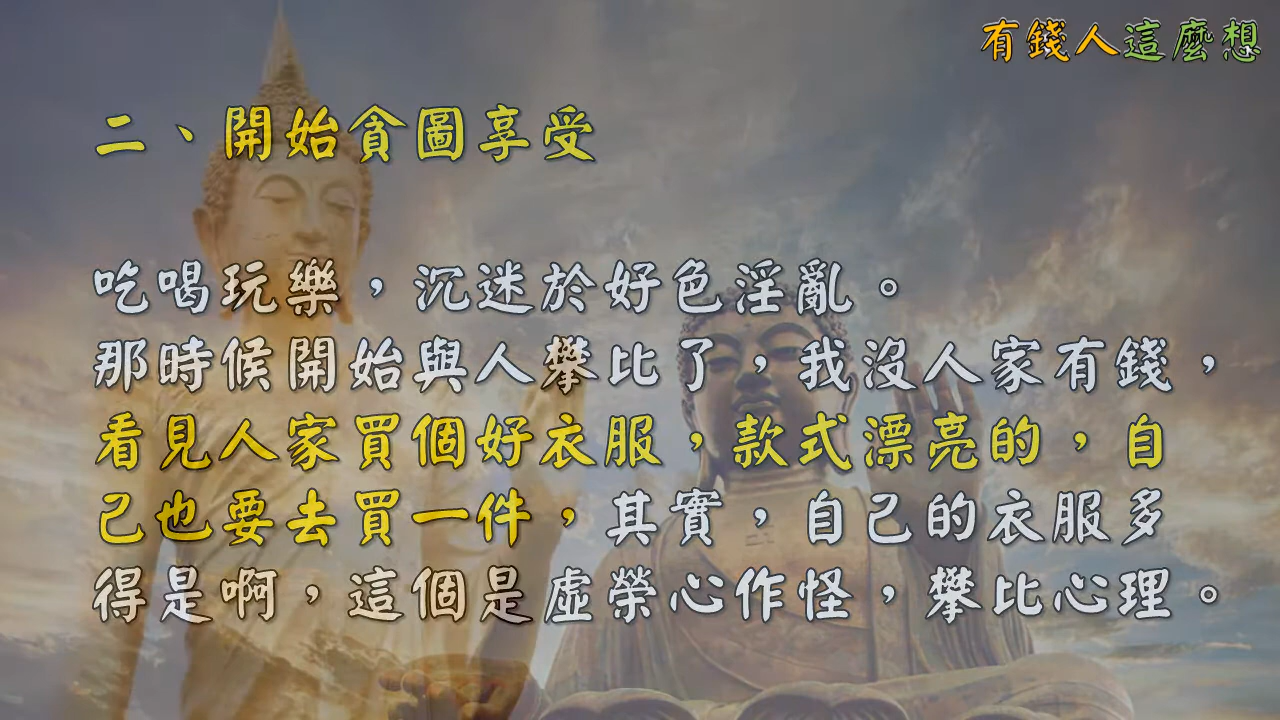 有錢人這麼想
二、開始貪圖享受
吃喝玩樂，沉迷於好色淫亂。
那時候開始與人攀比了，我沒人家有錢，
看見人家買個好衣服，款式漂亮的，自
己也要去買一件，其實，自己的衣服多
得是啊，這個是虛榮心作怪，攀比心理。